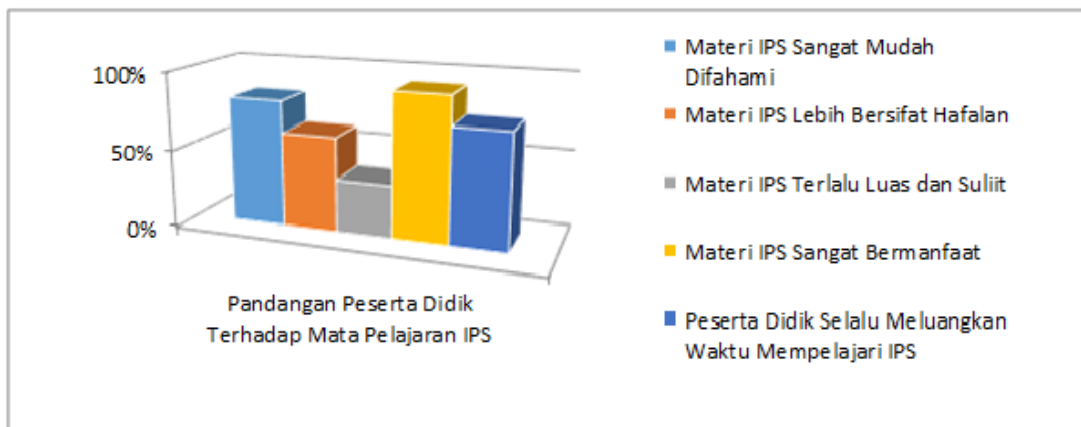 100%
50%
0%
Pandangan Peserta Didik
Terhadap Mata Pelajaran IPS
Materi IPS Sangat Mudah
Difahami
Materi IPS Lebih Bersifat Hafalan
Materi IPS Terlalu Luas dan Suliit
Materi IPS Sangat Bermanfaat
Peserta Didik Selalu Meluangkan
Waktu Mempelajari IPS